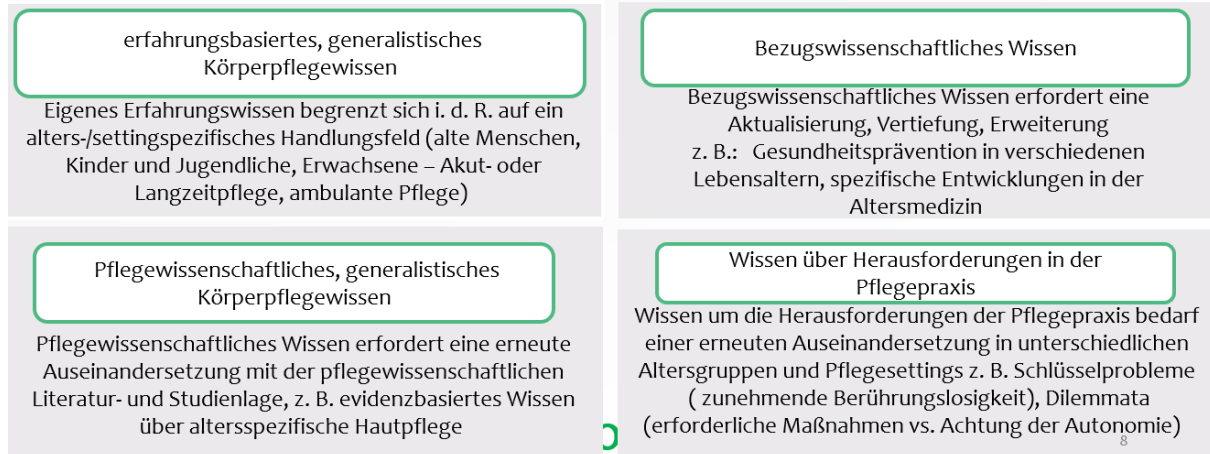 erfahrungsbasiertes, generalistisches
Körperpflegewissen
Eigenes Erfahrungswissen begrenzt sich i. d. R. auf ein
alters-/settingspezifisches Handlungsfeld (alte Menschen,
Kinder und Jugendliche, Erwachsene – Akut- oder
Langzeitpflege, ambulante Pflege)
Bezugswissenschaftliches Wissen
Bezugswissenschaftliches Wissen erfordert eine
Aktualisierung, Vertiefung, Erweiterung
z. B.: Gesundheitsprävention in verschiedenen
Lebensaltern, spezifische Entwicklungen in der
Altersmedizin
Pflegewissenschaftliches, generalistisches
Körperpflegewissen
Pflegewissenschaftliches Wissen erfordert eine erneute
Auseinandersetzung mit der pflegewissenschaftlichen
Literatur- und Studienlage, z. B. evidenzbasiertes Wissen
über altersspezifische Hautpflege
Wissen über Herausforderungen in der
Pflegepraxis
Wissen um die Herausforderungen der Pflegepraxis bedarf
einer erneuten Auseinandersetzung in unterschiedlichen
Altersgruppen und Pflegesettings z. B. Schlüsselprobleme
( zunehmende Berührungslosigkeit), Dilemmata
(erforderliche Maßnahmen vs. Achtung der Autonomie)
8